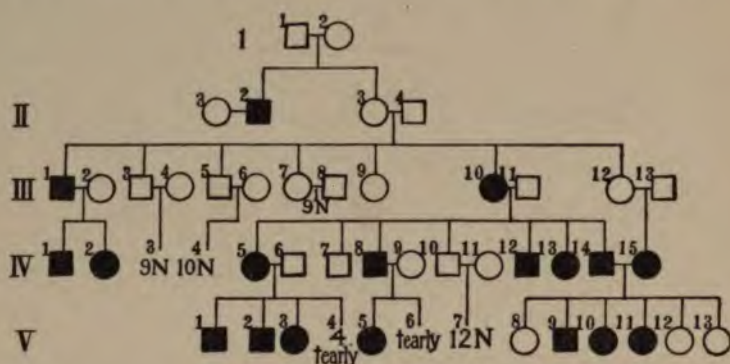 I 1 2
II 3 2 3 4
III 1 2 3 4 5 6 7 8 9 10 11 12 13
9N
IV 1 2 3 4 5 6 7 8 9 10 11 12 13 14 15
9N 10N
V 1 2 3 4 5 6 7 8 9 10 11 12 13
4. †early 12N
†early